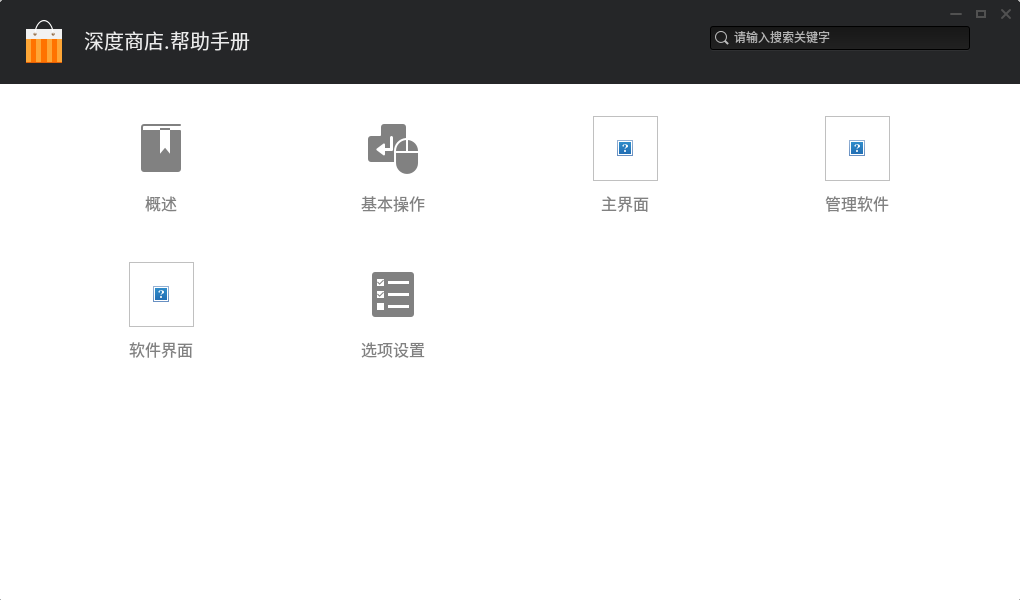 深度商店.帮助手册
请输入搜索关键字
概述
基本操作
主界面
管理软件
软件界面
选项设置